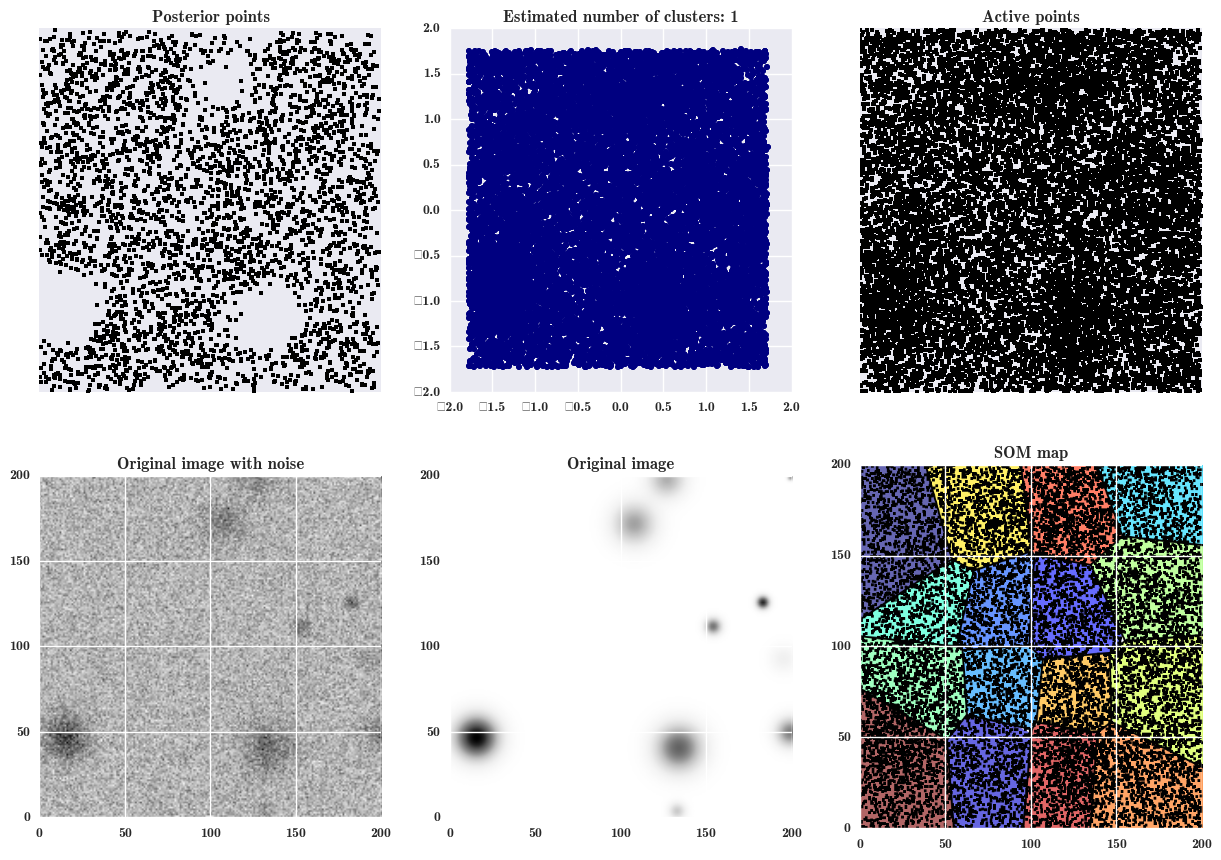 Posterior points
Estimated number of clusters: 1
Active points
2.0
1.5
1.0
0.5
0.0
□0.5
□1.0
□1.5
□2.0
□2.0 □1.5 □1.0 □0.5 0.0 0.5 1.0 1.5 2.0
Original image with noise
Original image
SOM map
200
150
100
50
0
0 50 100 150 200
200
150
100
50
0
0 50 100 150 200
200
150
100
50
0
0 50 100 150 200